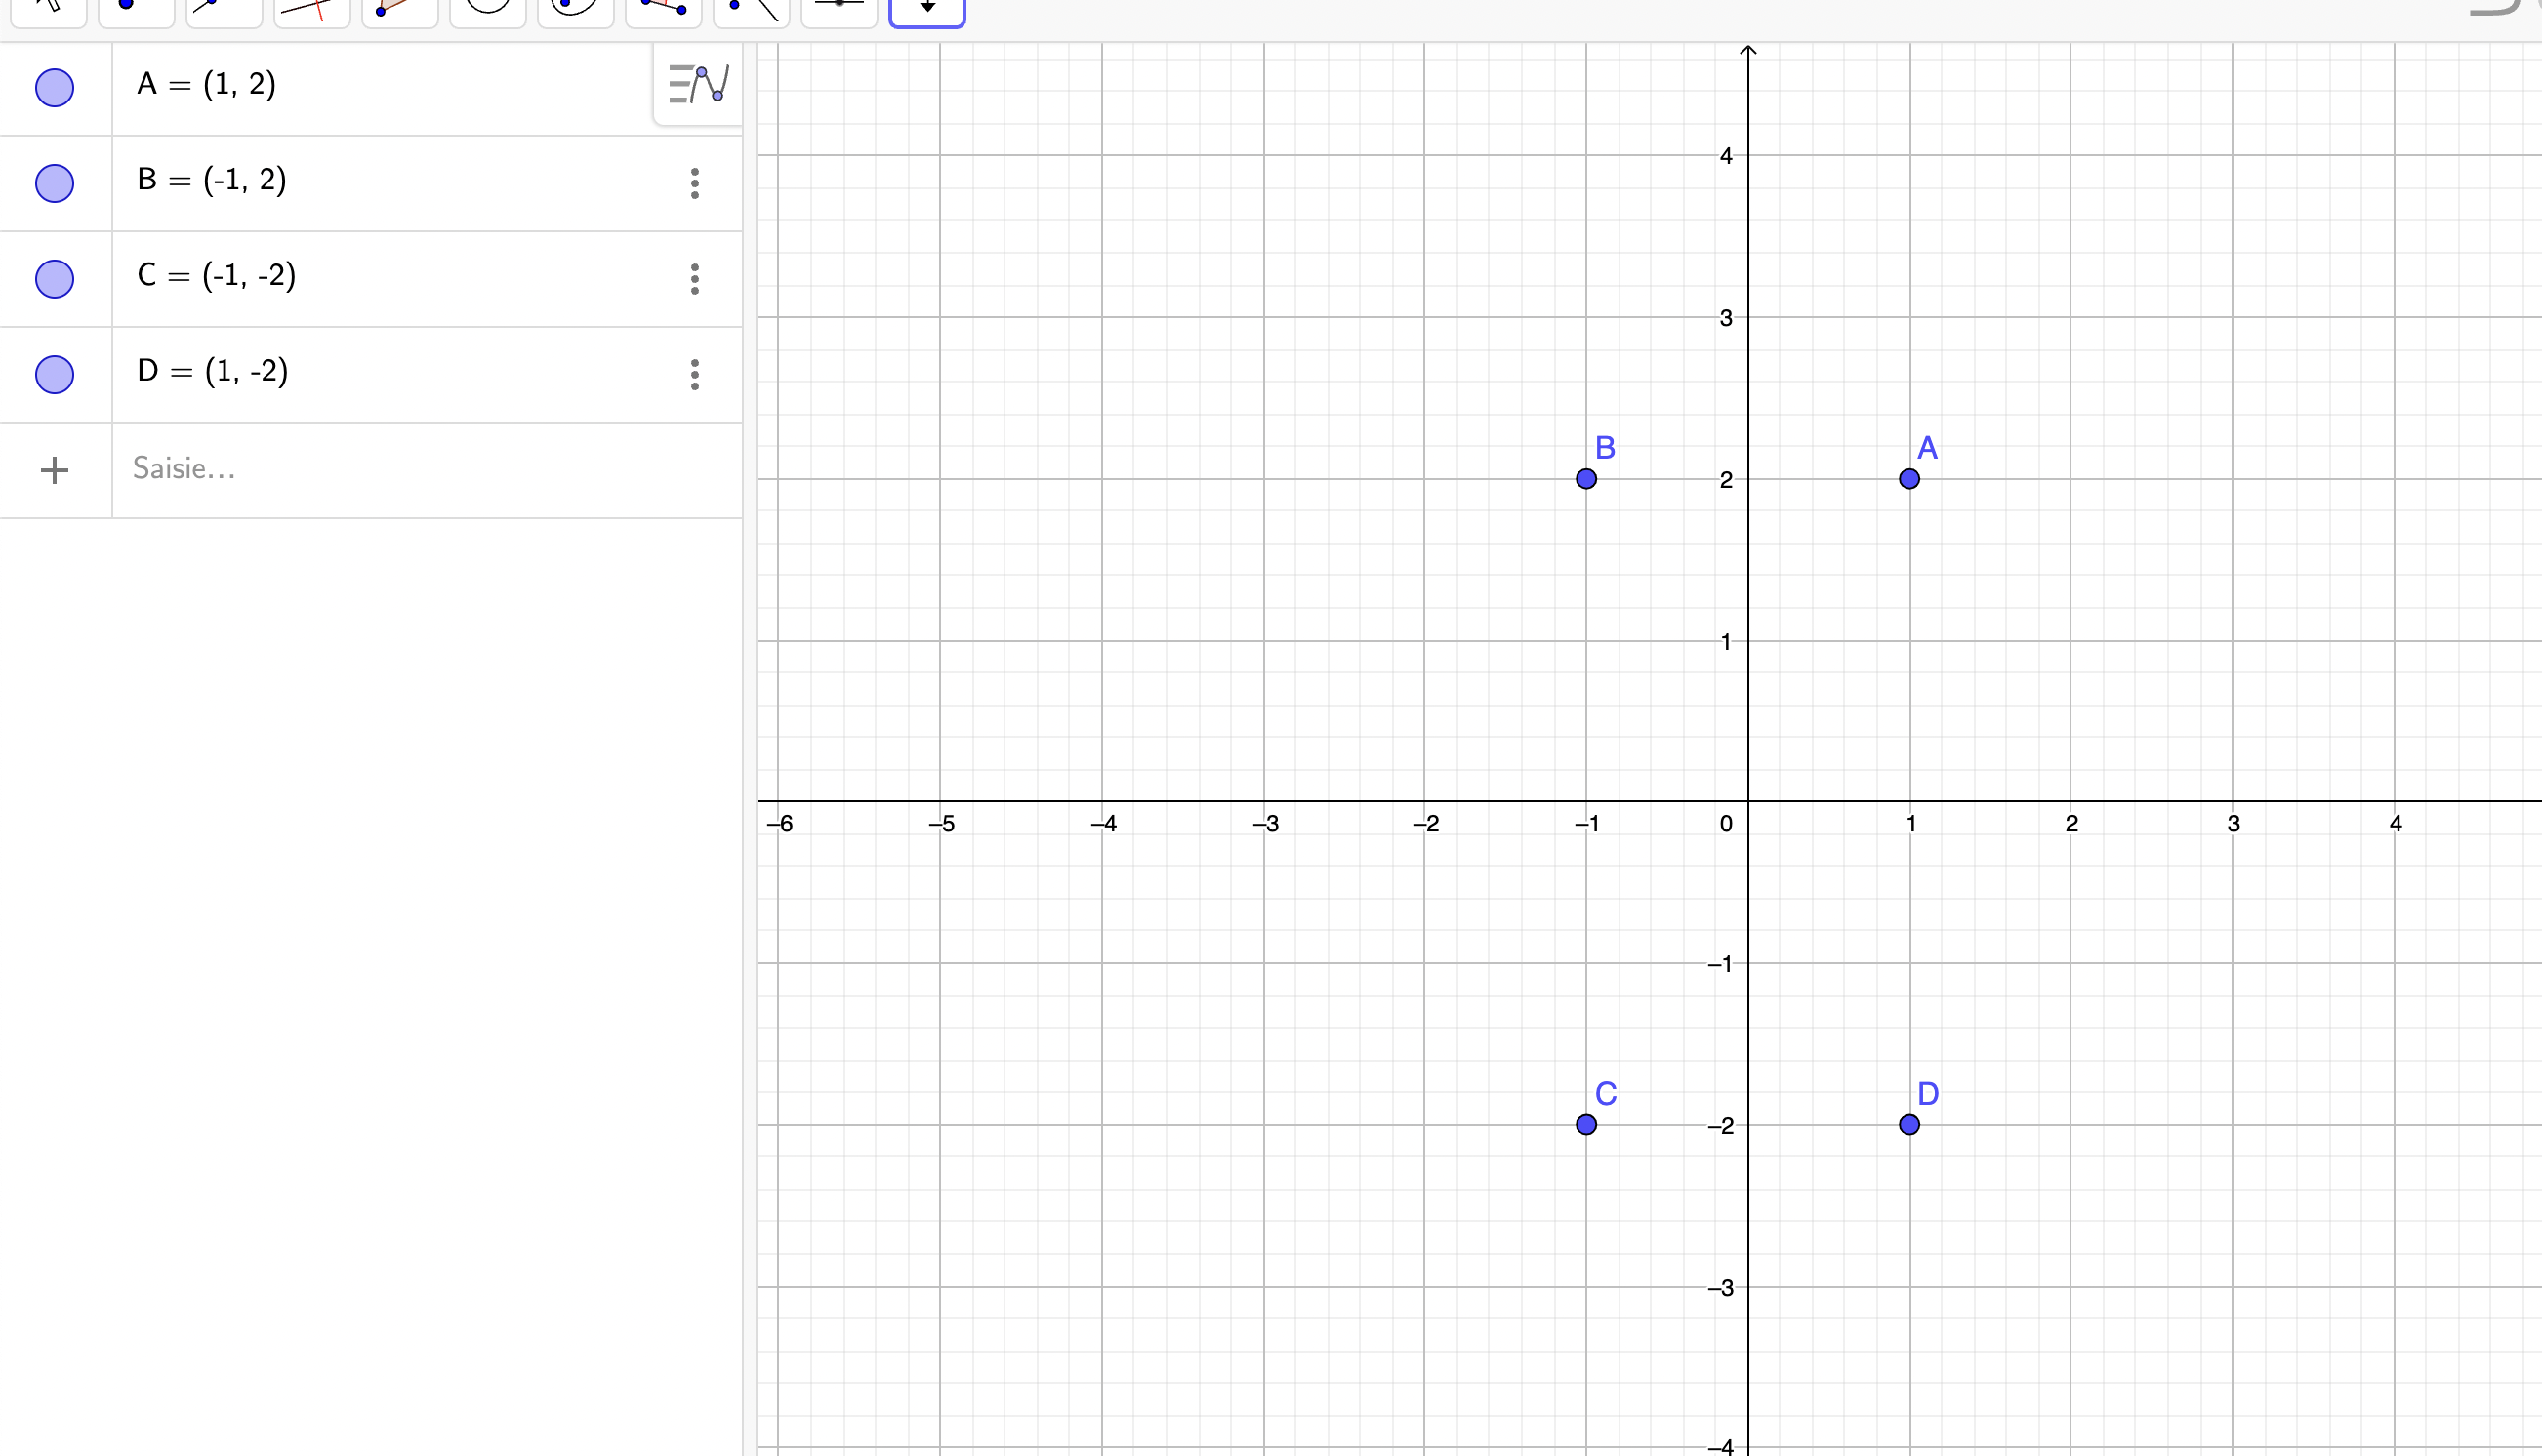 A = (1, 2)
B = (-1, 2)
C = (-1, -2)
D = (1, -2)
Saisie…
4
3
B A
2
1
–6 –5 –4 –3 –2 –1 0 1 2 3 4
–1
C D
–2
–3
–4